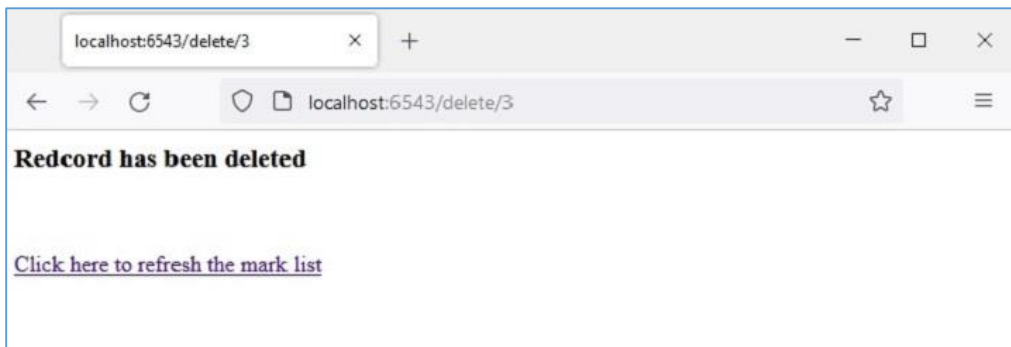 localhost:6543/delete/3
localhost:6543/delete/3
Redcord has been deleted
Click here to refresh the mark list